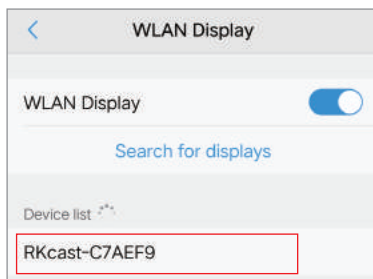 WLAN Display
WLAN Display
Search for displays
Device list
RKcast-C7AEF9